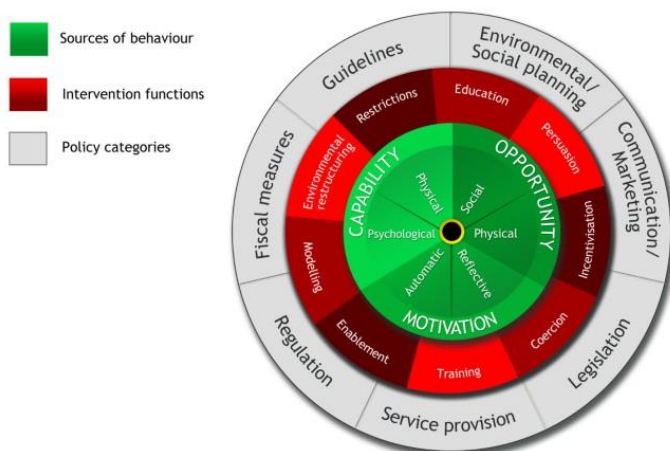 Sources of behaviour
Intervention functions
Policy categories
Guidelines
Environmental/
Social planning
Communication/
Marketing
Legislation
Service provision
Regulation
Fiscal measures
Restrictions
Education
Persuasion
Incentivisation
Coercion
Training
Enablement
Modelling
Environmental
restructuring
CAPABILITY
OPPORTUNITY
MOTIVATION
Physical
Social
Psychological
Physical
Automatic
Reflective